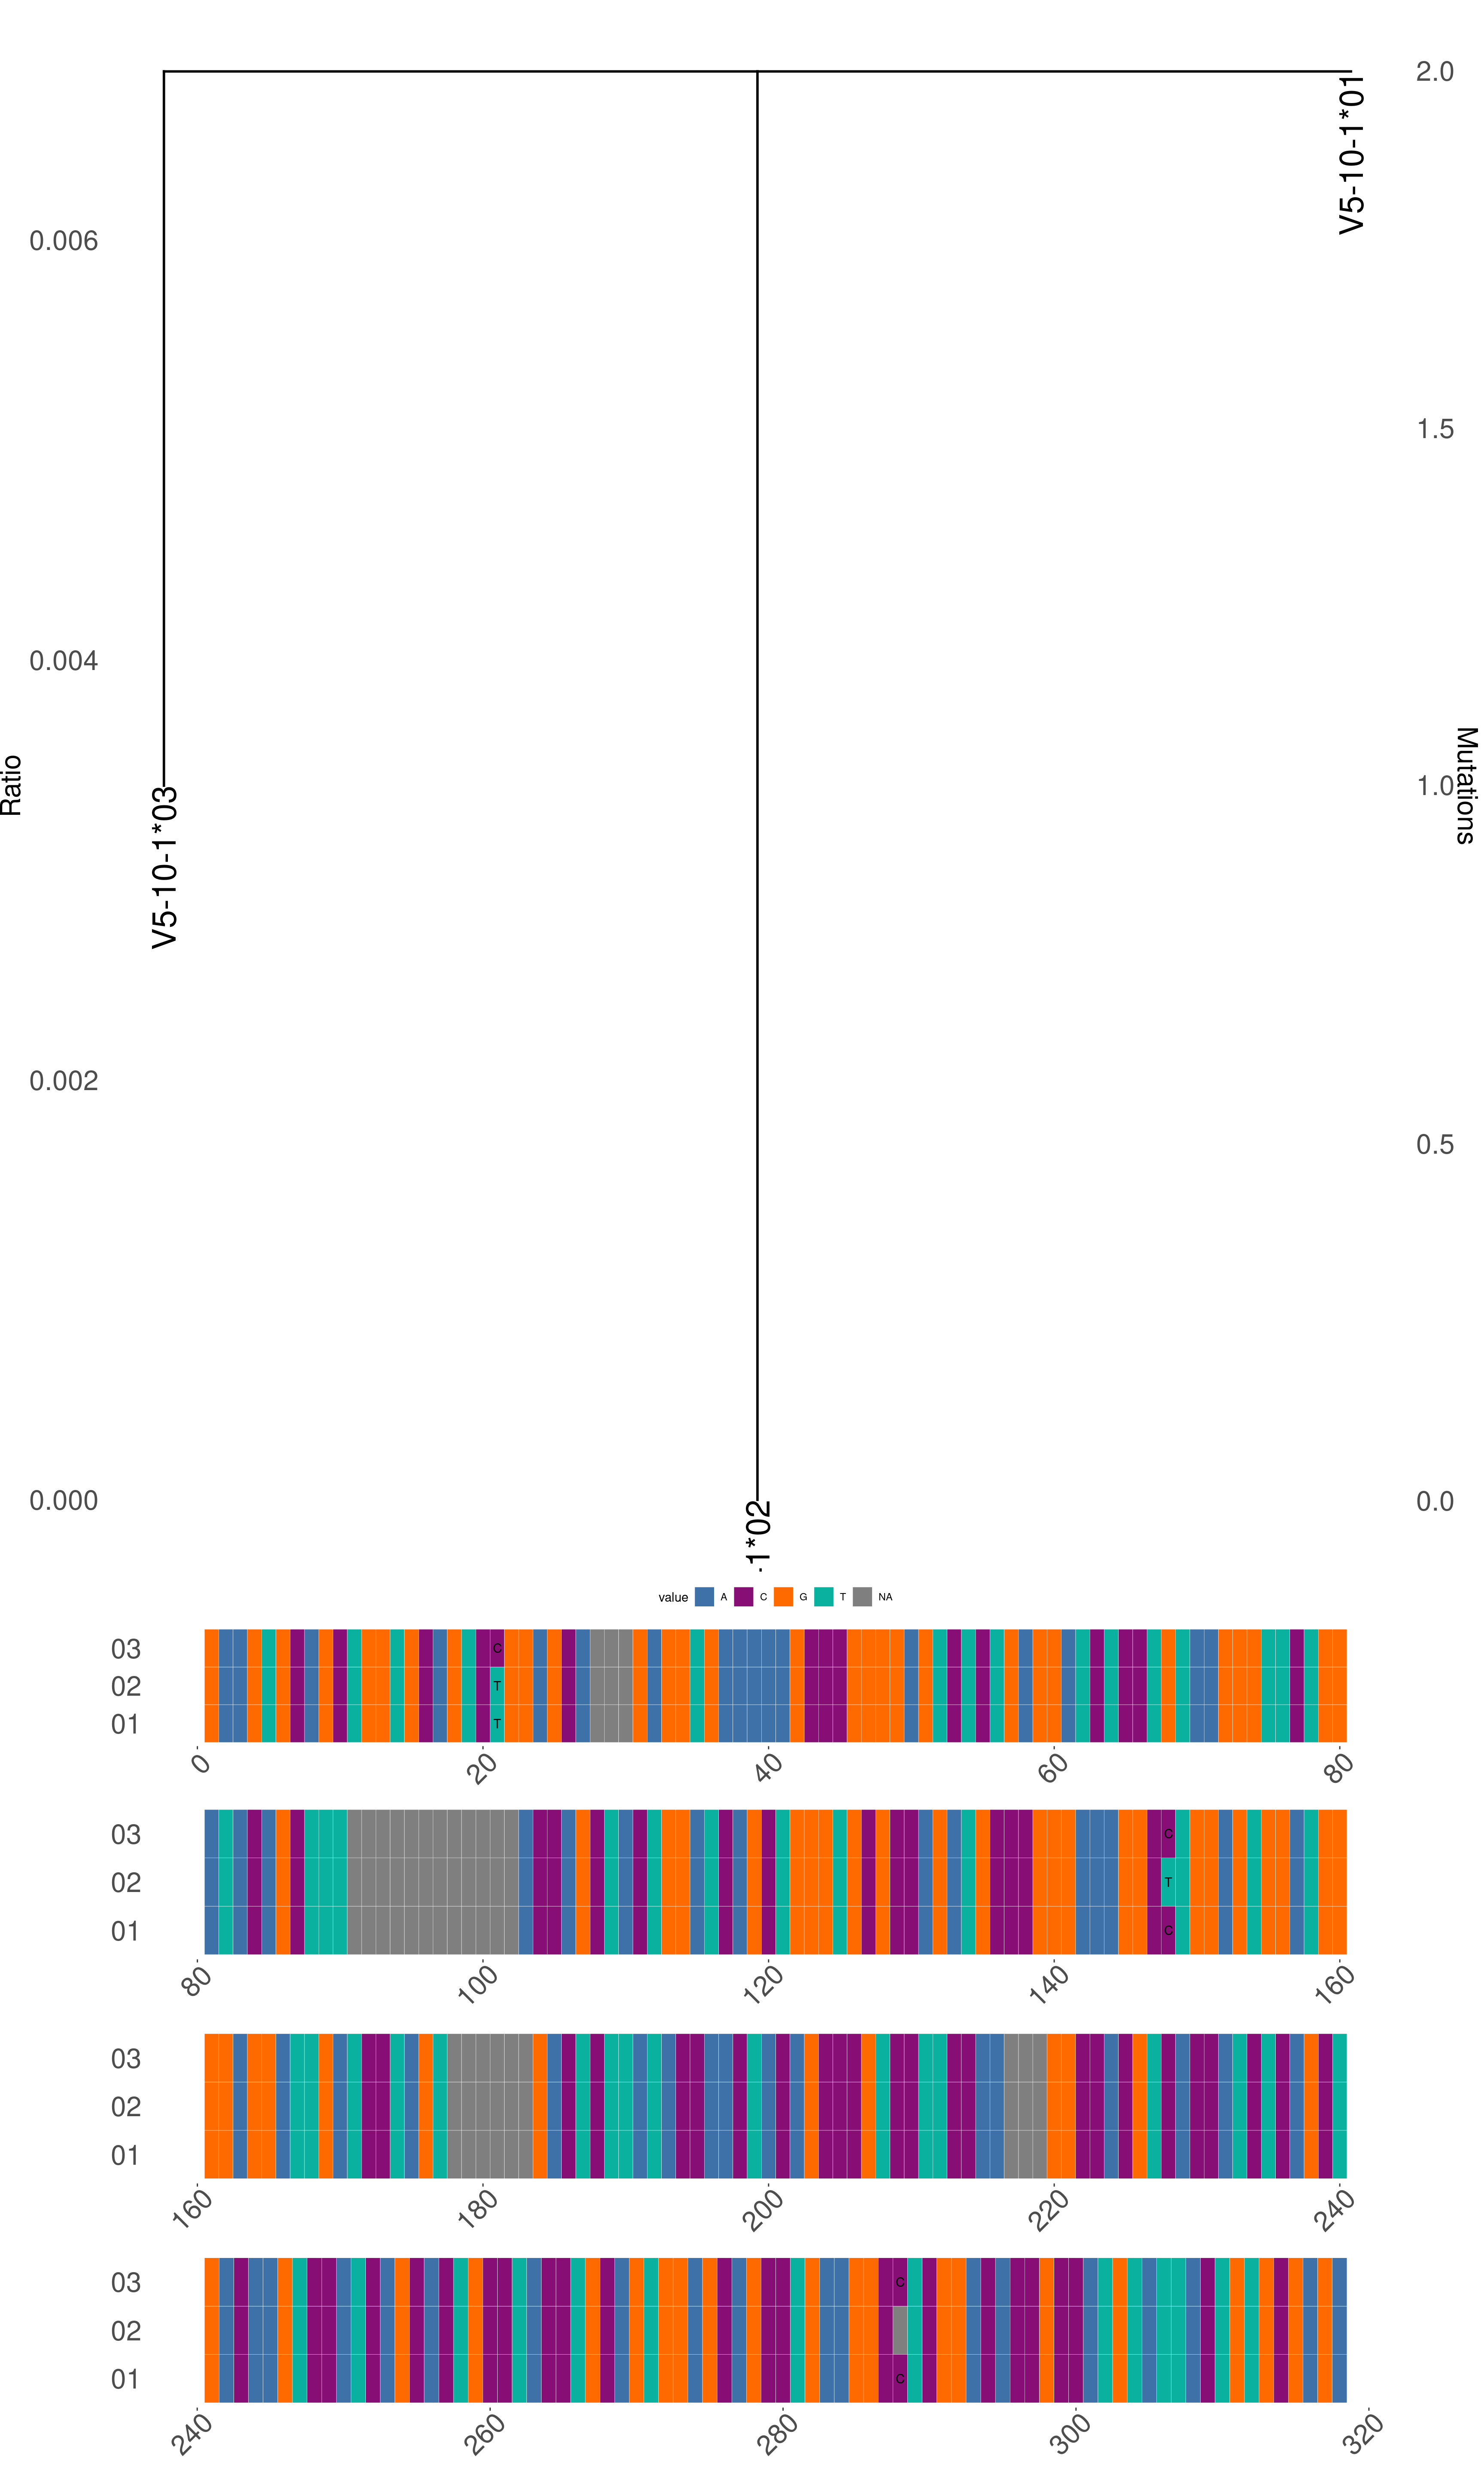 2.0
V5-10-1*01
0.006
1.5
0.004
Ratio
1.0
Mutations
V5-10-1*03
0.002
0.5
0.000
0.0
-1*02
value A C G T NA
03 C
02 T
01 T
0 20 40 60 80
03 C
02 T
01 C
80 100 120 140 160
03
02
01
160 180 200 220 240
03 C
02
01 C
240 260 280 300 320